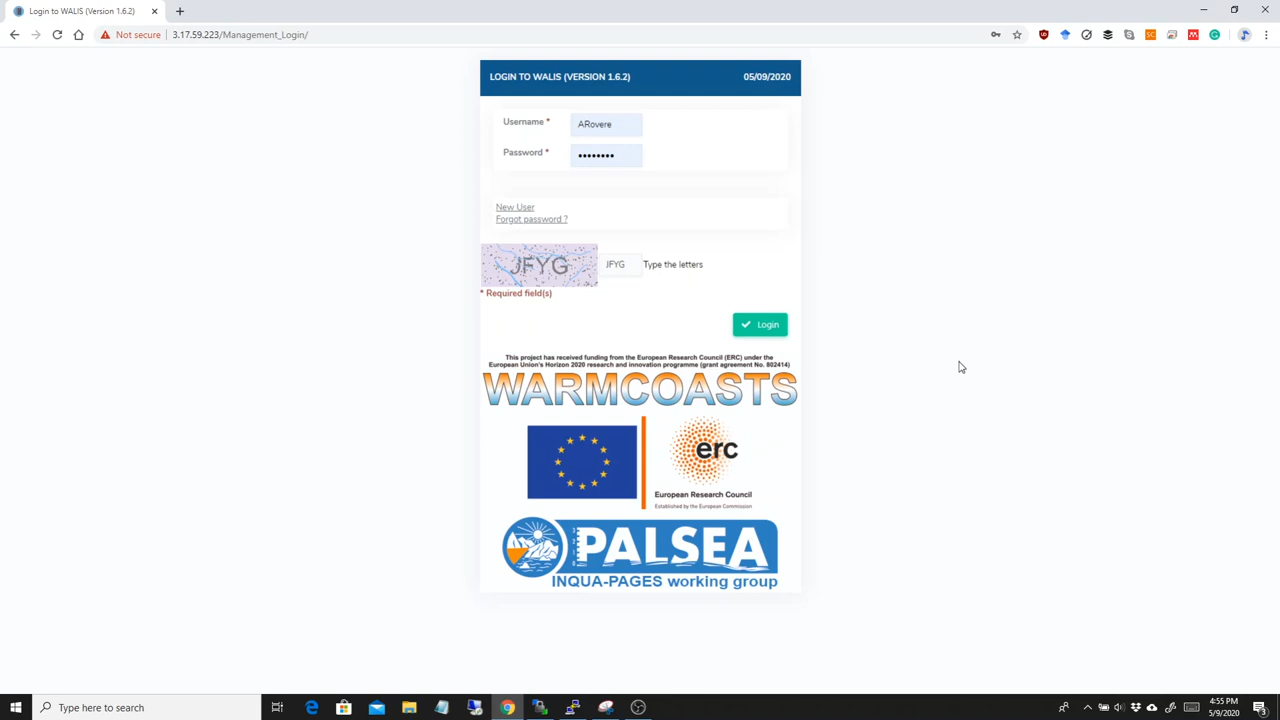 Login to WALIS (Version 1.6.2)
Not secure
3.17.59.223/Management_Login/
LOGIN TO WALIS (VERSION 1.6.2)
05/09/2020
Username *
ARovere
Password *
••••••••
New User
Forgot password ?
JFYG
JFYG
Type the letters
* Required field(s)
Login
This project has received funding from the European Research Council (ERC) under the
European Union's Horizon 2020 research and innovation programme (grant agreement No. 802414)
WARMCOASTS
erc
European Research Council
Established by the European Commission
PALSEA
INQUA-PAGES working group
Type here to search
4:55 PM
5/9/2020